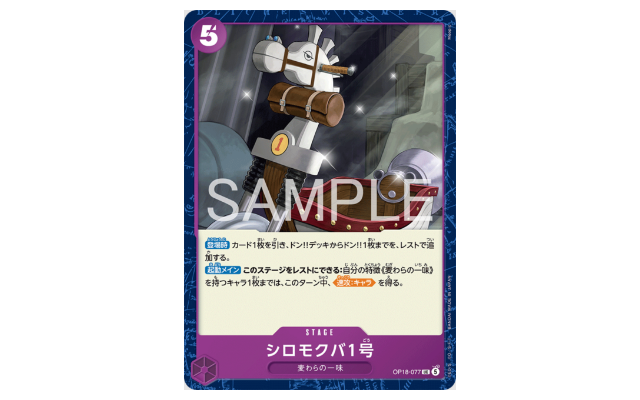 5
SAMPLE
登場時 カード1枚を引き、ドン!!デッキからドン!!1枚までを、レストで追
加する。
起動メイン このステージをレストにできる:自分の特徴《麦わらの一味》
を持つキャラ1枚までは、このターン中、速攻:キャラ を得る。
STAGE
シロモクバ1号
麦わらの一味
OP18-077 UC 6